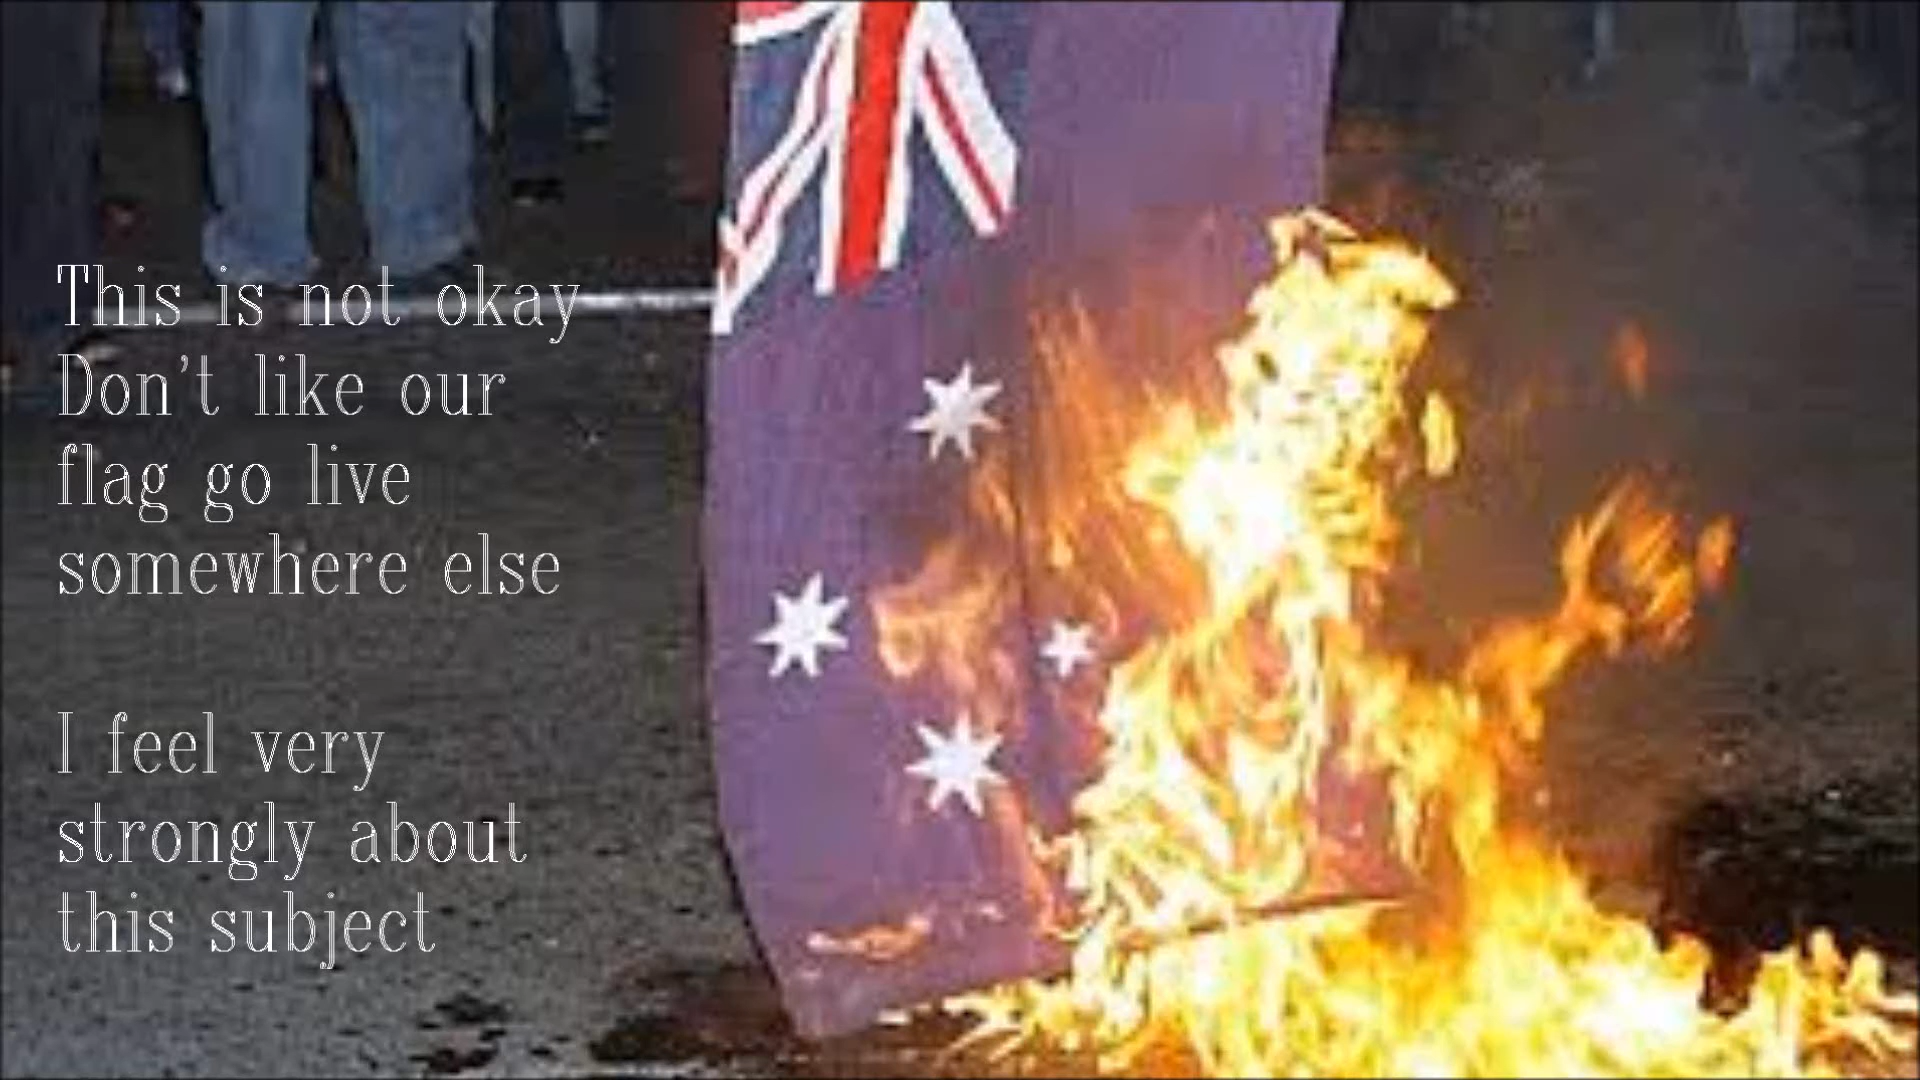 This is not okay
Don't like our
flag go live
somewhere else
I feel very
strongly about
this subject